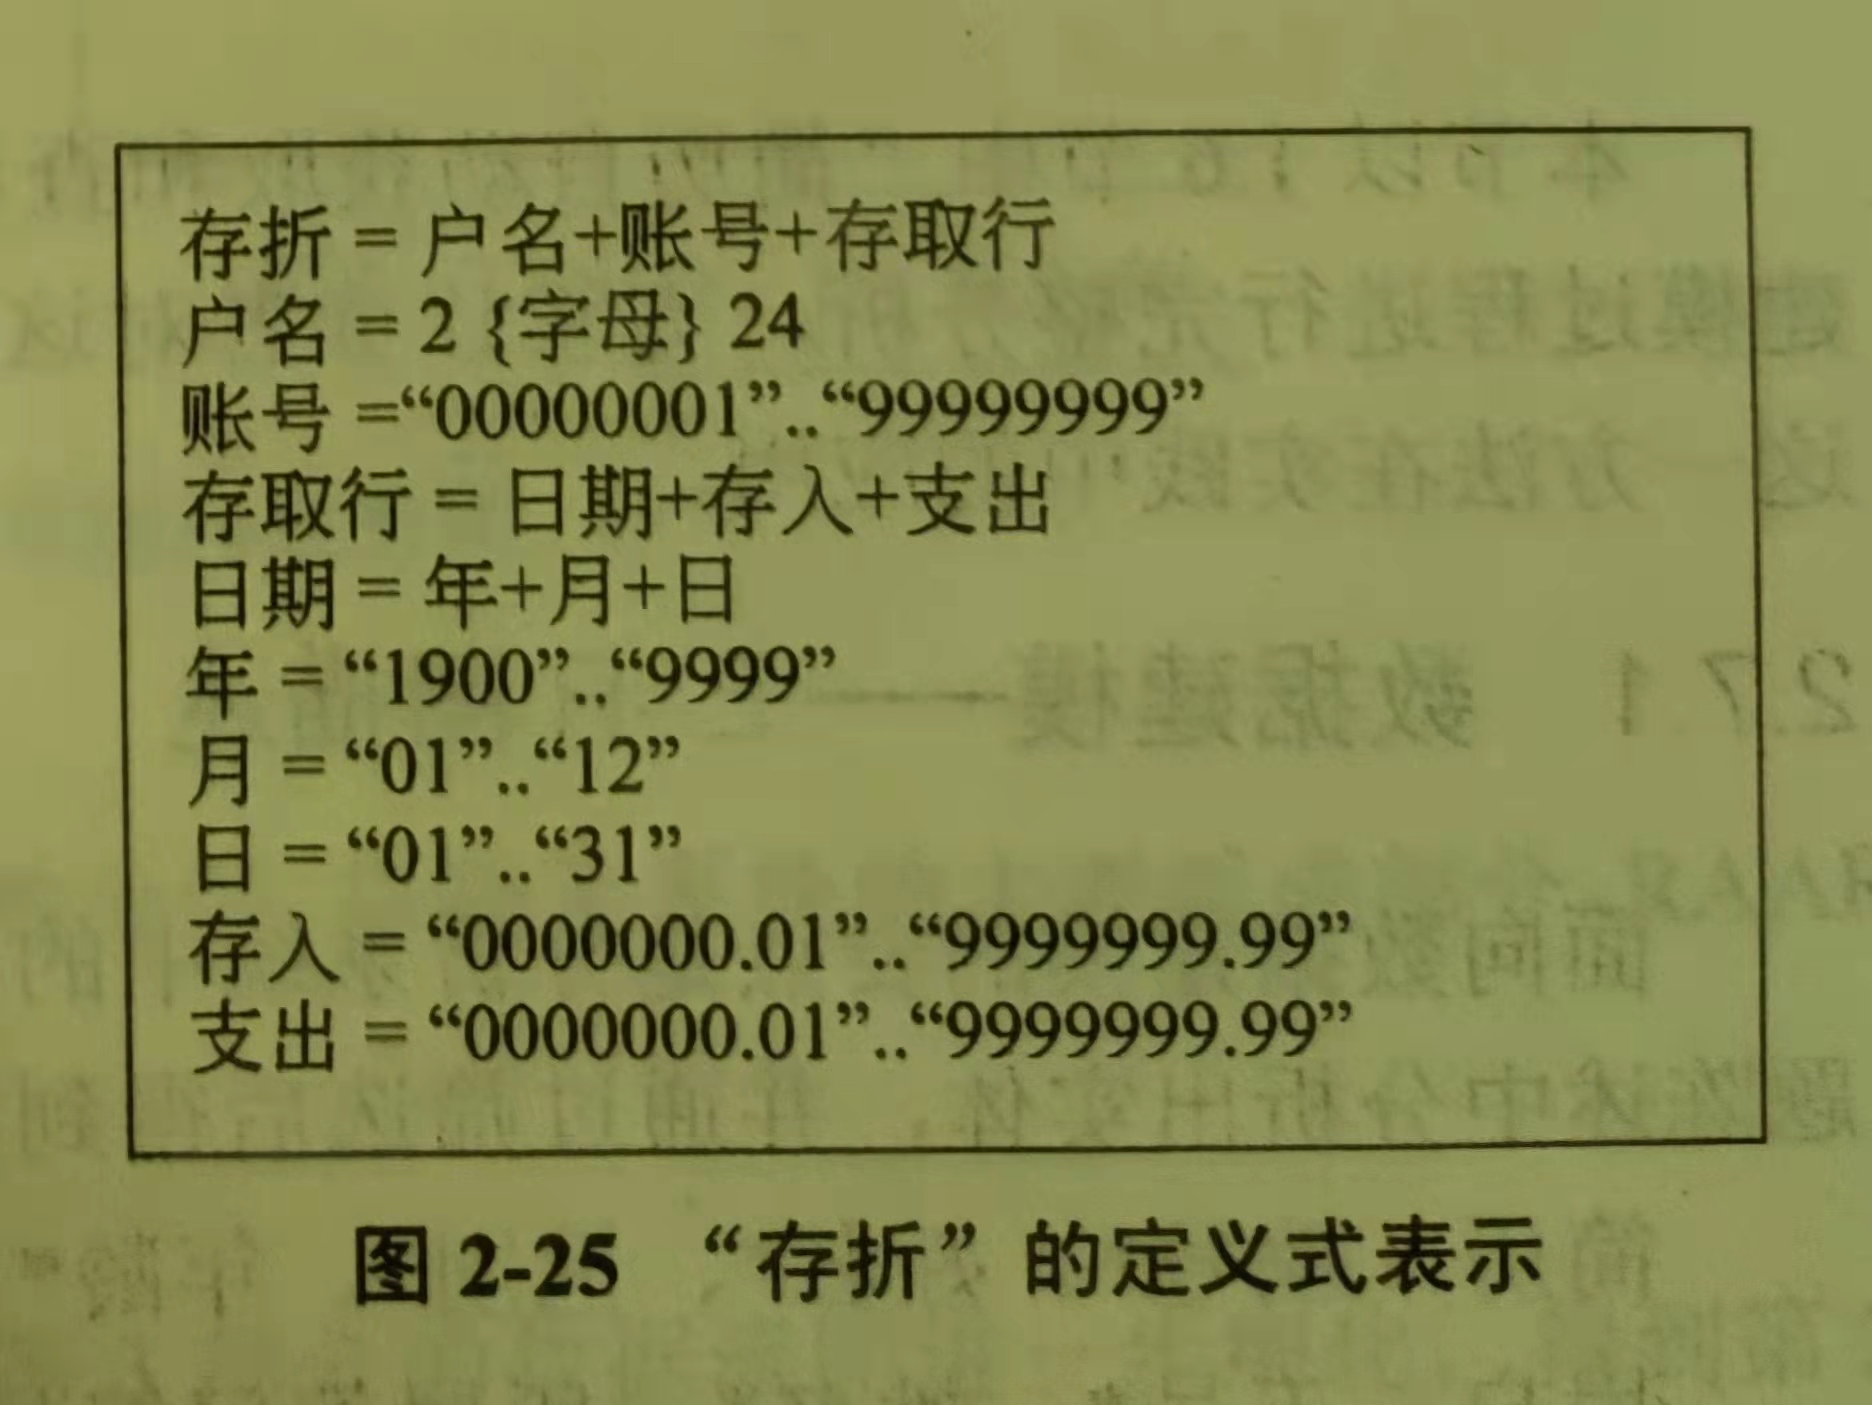 存折 = 户名+账号+存取行
户名 = 2 {字母} 24
账号 =“00000001”..“99999999”
存取行 = 日期+存入+支出
日期 = 年+月+日
年 = “1900”..“9999”
月 = “01”..“12”
日 = “01”..“31”
存入 = “0000000.01”..“9999999.99”
支出 = “0000000.01”..“9999999.99”
图 2-25 “存折”的定义式表示